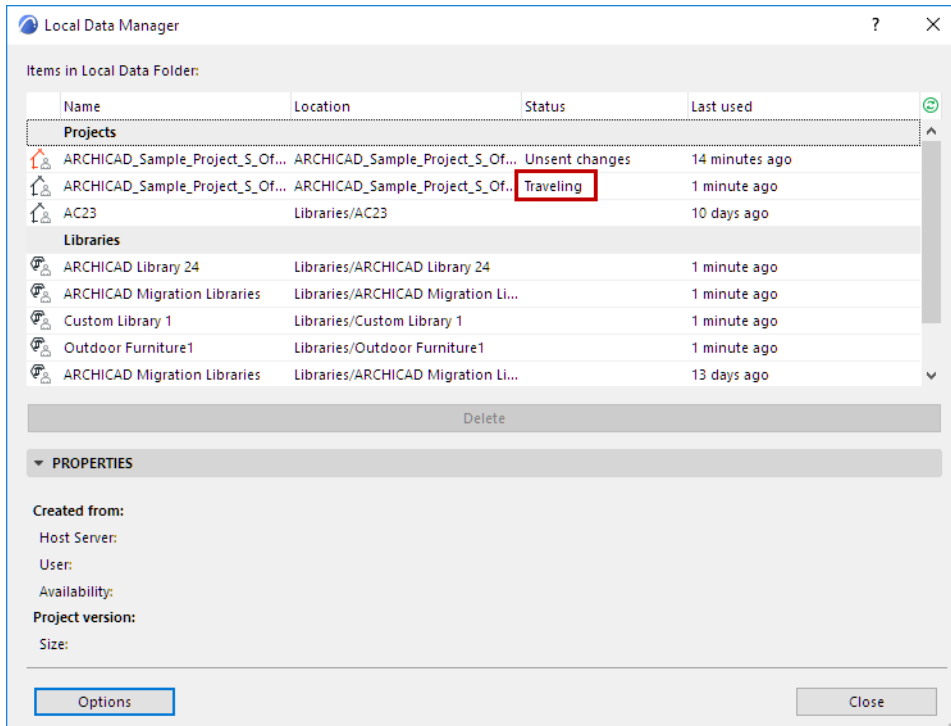 Local Data Manager ? ×
Items in Local Data Folder:
Name Location Status Last used
Projects
ARCHICAD_Sample_Project_S_Of... ARCHICAD_Sample_Project_S_Of... Unsent changes 14 minutes ago
ARCHICAD_Sample_Project_S_Of... ARCHICAD_Sample_Project_S_Of... Traveling 1 minute ago
AC23 Libraries/AC23 10 days ago
Libraries
ARCHICAD Library 24 Libraries/ARCHICAD Library 24 1 minute ago
ARCHICAD Migration Libraries Libraries/ARCHICAD Migration Li... 1 minute ago
Custom Library 1 Libraries/Custom Library 1 1 minute ago
Outdoor Furniture1 Libraries/Outdoor Furniture1 1 minute ago
ARCHICAD Migration Libraries Libraries/ARCHICAD Migration Li... 13 days ago
Delete
PROPERTIES
Created from:
Host Server:
User:
Availability:
Project version:
Size:
Options Close